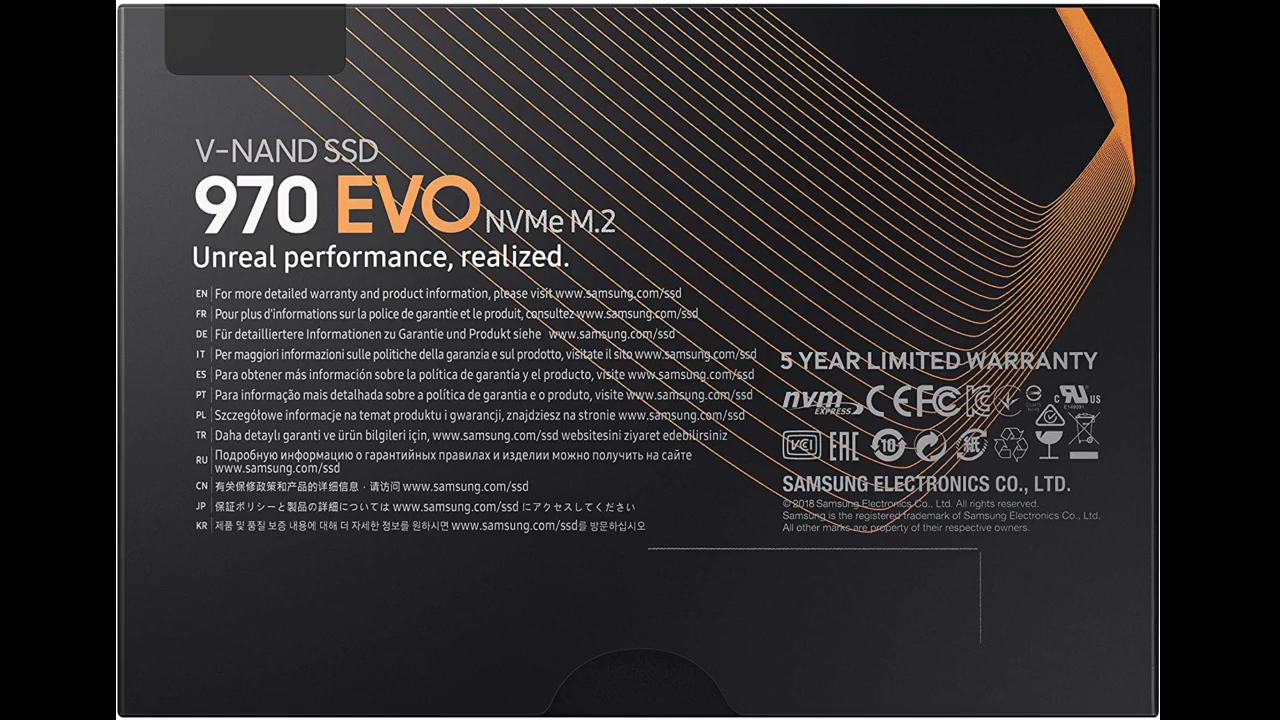 V-NAND SSD
970 EVO NVMe M.2
Unreal performance, realized.
EN For more detailed warranty and product information, please visit www.samsung.com/ssd
FR Pour plus d'informations sur la police de garantie et le produit, consultez www.samsung.com/ssd
DE Für detailliertere Informationen zu Garantie und Produkt siehe www.samsung.com/ssd
IT Per maggiori informazioni sulle politiche della garanzia e sul prodotto, visitate il sito www.samsung.com/ssd
ES Para obtener más información sobre la política de garantía y el producto, visite www.samsung.com/ssd
PT Para informação mais detalhada sobre a política de garantia e o produto, visite www.samsung.com/ssd
PL Szczegółowe informacje na temat produktu i gwarancji, znajdziesz na stronie www.samsung.com/ssd
TR Daha detaylı garanti ve ürün bilgileri için, www.samsung.com/ssd websitesini ziyaret edebilirsiniz
RU Подробную информацию о гарантийных правилах и изделии можно получить на сайте
www.samsung.com/ssd
CN 有关保修政策和产品的详细信息，请访问 www.samsung.com/ssd
JP 保証ポリシーと製品の詳細については www.samsung.com/ssd にアクセスしてください
KR 제품 및 품질 보증 내용에 대해 더 자세한 정보를 원하시면 www.samsung.com/ssd를 방문하십시오
5 YEAR LIMITED WARRANTY
nvm EXPRESS CE FC c UL US
E149091
VCCI EAC 10 紙
SAMSUNG ELECTRONICS CO., LTD.
© 2018 Samsung Electronics Co., Ltd. All rights reserved.
Samsung is the registered trademark of Samsung Electronics Co., Ltd.
All other marks are property of their respective owners.